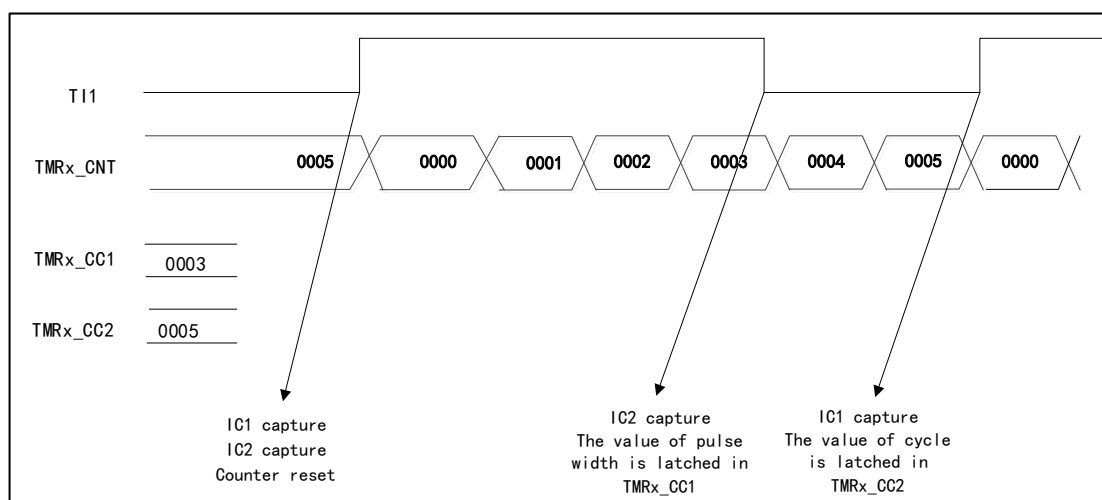 TI1
TMRx_CNT
0005 0000 0001 0002 0003 0004 0005 0000
TMRx_CC1
0003
TMRx_CC2
0005
IC1 capture
IC2 capture
Counter reset
IC2 capture
The value of pulse
width is latched in
TMRx_CC1
IC1 capture
The value of cycle
is latched in
TMRx_CC2